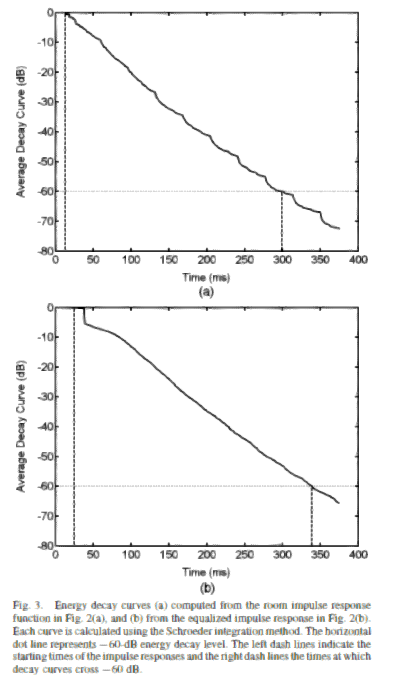 0
-10
-20
-30
-40
-50
-60
-70
-80
Average Decay Curve (dB)
0 50 100 150 200 250 300 350 400
Time (ms)
(a)
0
-10
-20
-30
-40
-50
-60
-70
-80
Average Decay Curve (dB)
0 50 100 150 200 250 300 350 400
Time (ms)
(b)
Fig. 3. Energy decay curves (a) computed from the room impulse response
function in Fig. 2(a), and (b) from the equalized impulse response in Fig. 2(b).
Each curve is calculated using the Schroeder integration method. The horizontal
dot line represents −60-dB energy decay level. The left dash lines indicate the
starting times of the impulse responses and the right dash lines the times at which
decay curves cross −60 dB.